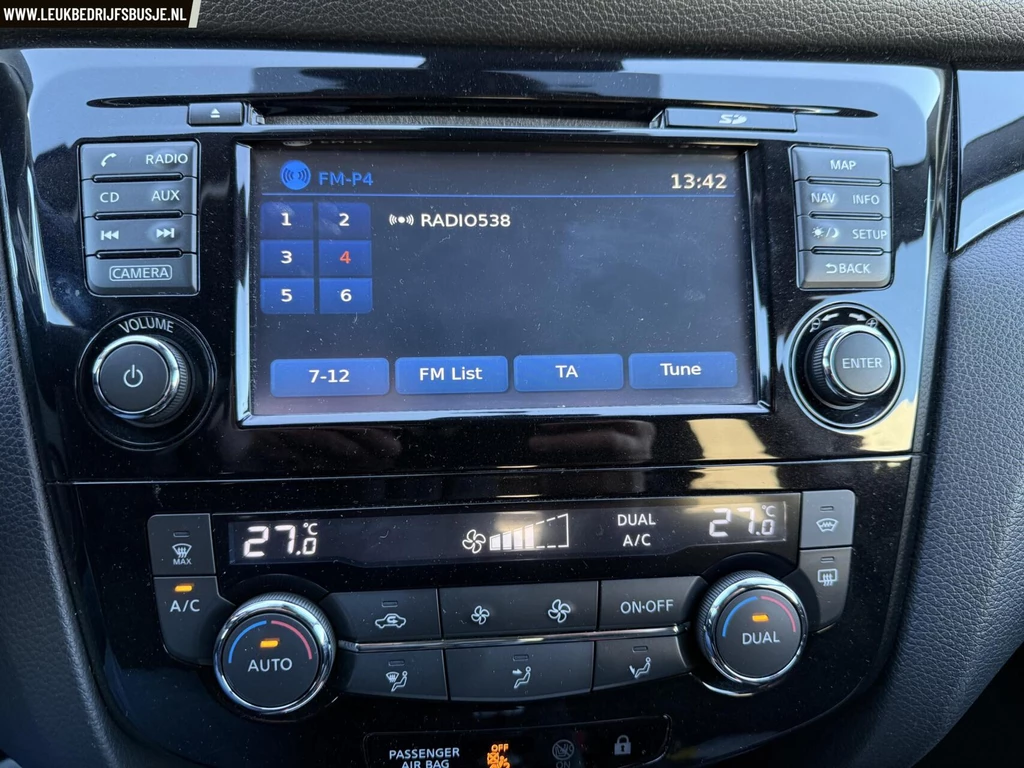 WWW.LEUKBEDRIJFSBUSJE.NL
SD
RADIO
CD AUX
CAMERA
VOLUME
FM-P4 13:42
1 2 RADIO538
3 4
5 6
7-12 FM List TA Tune
MAP
NAV INFO
SETUP
BACK
ENTER
MAX
A/C
27.0°C
DUAL
A/C
27.0°C
AUTO
ON·OFF
DUAL
PASSENGER
AIR BAG
OFF
ON